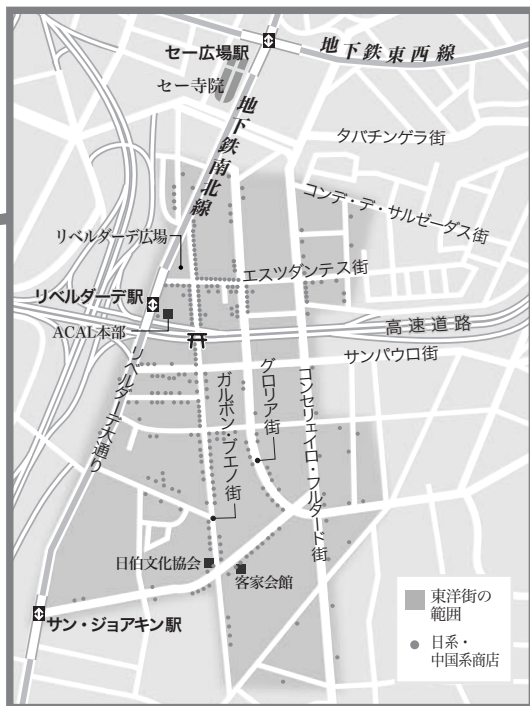 セー広場駅
地下鉄東西線
セー寺院
地下鉄南北線
タバチンゲラ街
コンデ・デ・サルゼーダス街
リベルダーデ広場
エスツダンテス街
リベルダーデ駅
ACAL本部
高速道路
サンパウロ街
リベルダーデ大通り
ガルボン・ブエノ街
グロリア街
コンセリェイロ・フルタード街
日伯文化協会
客家会館
サン・ジョアキン駅
東洋街の
範囲
日系・
中国系商店